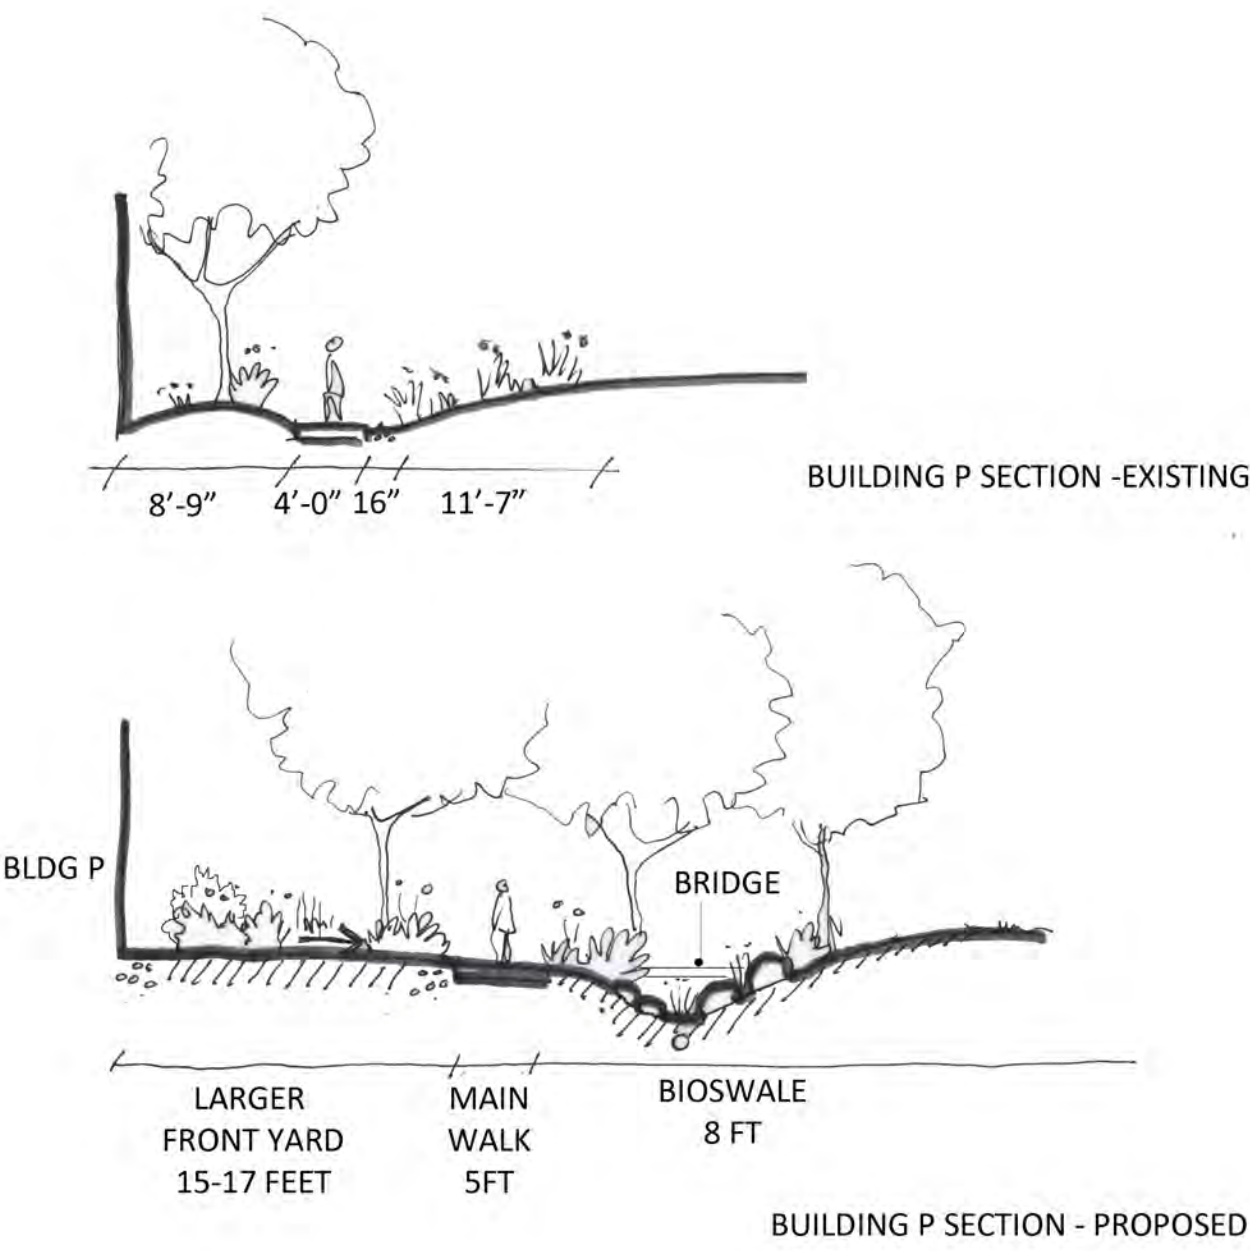 8'-9" 4'-0" 16" 11'-7"
BUILDING P SECTION -EXISTING
BLDG P
BRIDGE
LARGER
FRONT YARD
15-17 FEET
MAIN
WALK
5FT
BIOSWALE
8 FT
BUILDING P SECTION - PROPOSED